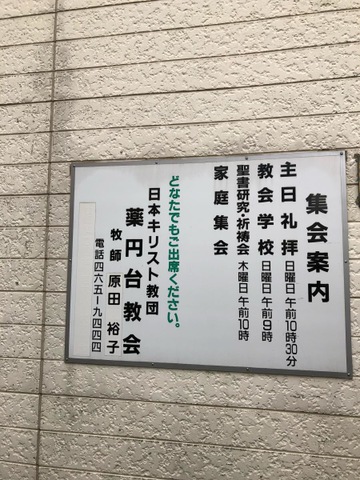 集会案内
主日礼拝 日曜日 午前10時30分
教会学校 日曜日 午前9時
聖書研究・祈祷会 木曜日 午前10時
家庭集会
どなたでもご出席ください。
日本キリスト教団
薬円台教会
牧師 原田 裕子
電話四六五ー九四四四